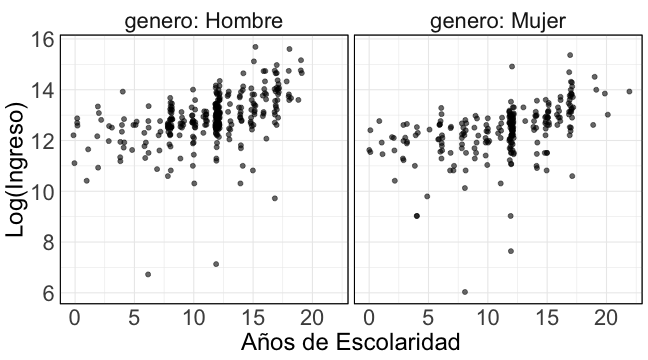 genero: Hombre
genero: Mujer
Log(Ingreso)
16
14
12
10
8
6
0 5 10 15 20
0 5 10 15 20
Años de Escolaridad